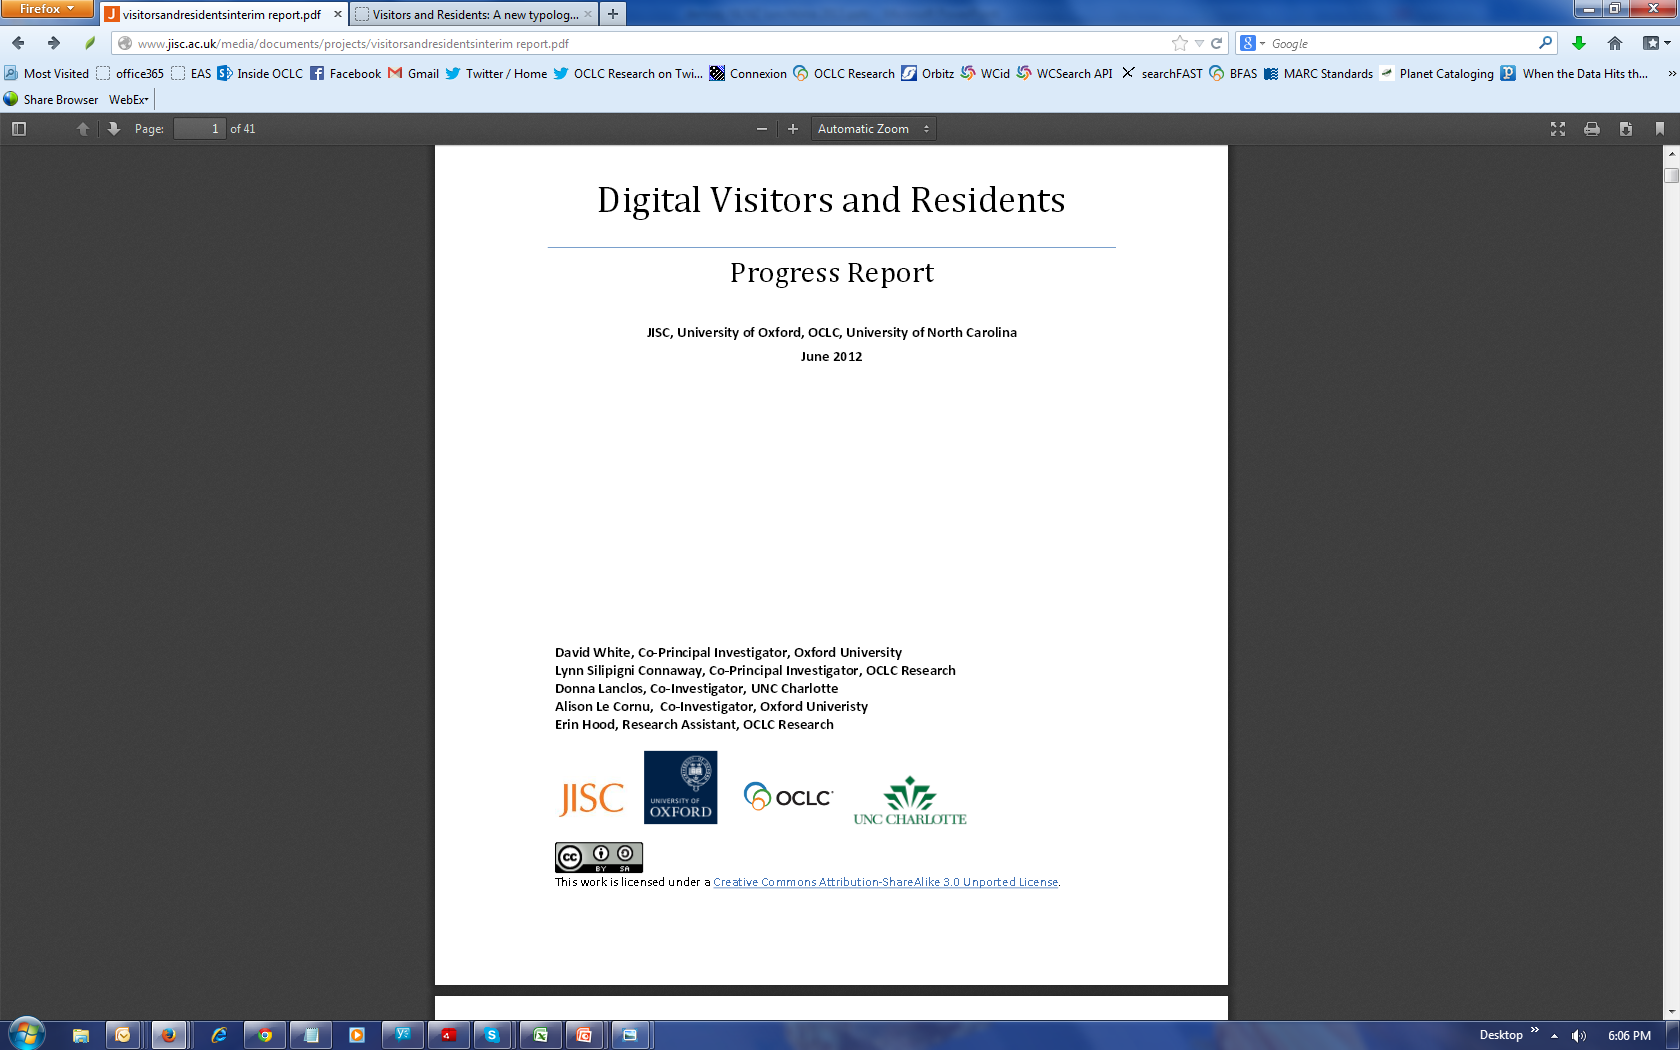 Firefox
visitorsandresidentsinterim report.pdf
Visitors and Residents: A new typolog...
www.jisc.ac.uk/media/documents/projects/visitorsandresidentsinterim report.pdf
Google
Most Visited office365 EAS Inside OCLC Facebook Gmail Twitter / Home OCLC Research on Twi... Connexion OCLC Research Orbitz WCid WCSearch API searchFAST BFAS MARC Standards Planet Cataloging When the Data Hits th... »
Share Browser WebEx
Page: 1 of 41
Automatic Zoom
Digital Visitors and Residents
Progress Report
JISC, University of Oxford, OCLC, University of North Carolina
June 2012
David White, Co-Principal Investigator, Oxford University
Lynn Silipigni Connaway, Co-Principal Investigator, OCLC Research
Donna Lanclos, Co-Investigator, UNC Charlotte
Alison Le Cornu,  Co-Investigator, Oxford Univeristy
Erin Hood, Research Assistant, OCLC Research
JISC
UNIVERSITY OF
OXFORD
OCLC
UNC CHARLOTTE
cc BY SA
This work is licensed under a Creative Commons Attribution-ShareAlike 3.0 Unported License.
Desktop » 6:06 PM